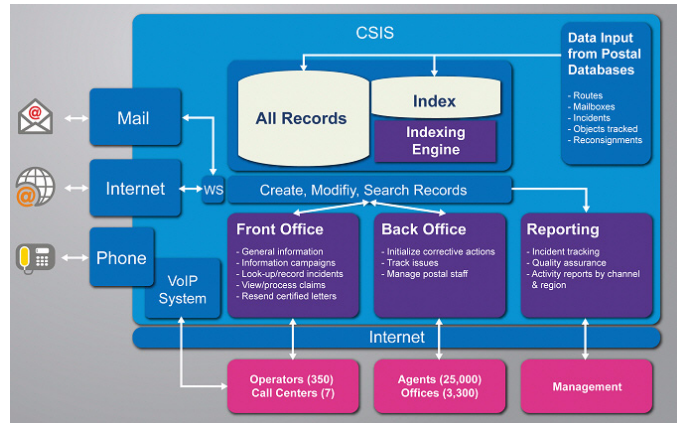 CSIS
Data Input
from Postal
Databases
- Routes
- Mailboxes
- Incidents
- Objects tracked
- Reconsignments
@
Mail
All Records
Index
Indexing
Engine
@
Internet
WS
Create, Modifiy, Search Records
Phone
VoIP
System
Front Office
- General information
- Information campaigns
- Look-up/record incidents
- View/process claims
- Resend certified letters
Back Office
- Initialize corrective actions
- Track issues
- Manage postal staff
Reporting
- Incident tracking
- Quality assurance
- Activity reports by channel
& region
Internet
Operators (350)
Call Centers (7)
Agents (25,000)
Offices (3,300)
Management